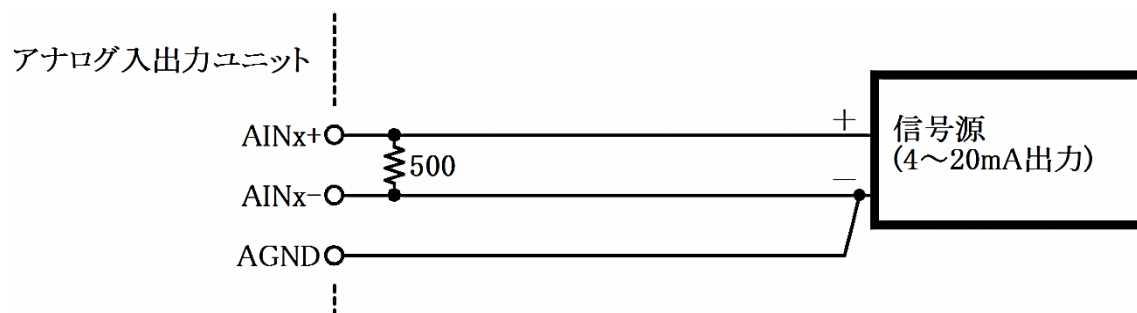 アナログ入出力ユニット
AINx+
500
AINx−
AGND
+
−
信号源
(4～20mA出力)